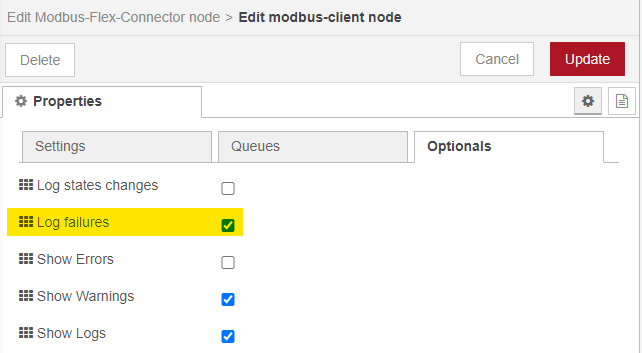 Edit Modbus-Flex-Connector node > Edit modbus-client node
Delete
Cancel
Update
Properties
Settings
Queues
Optionals
Log states changes
Log failures
Show Errors
Show Warnings
Show Logs